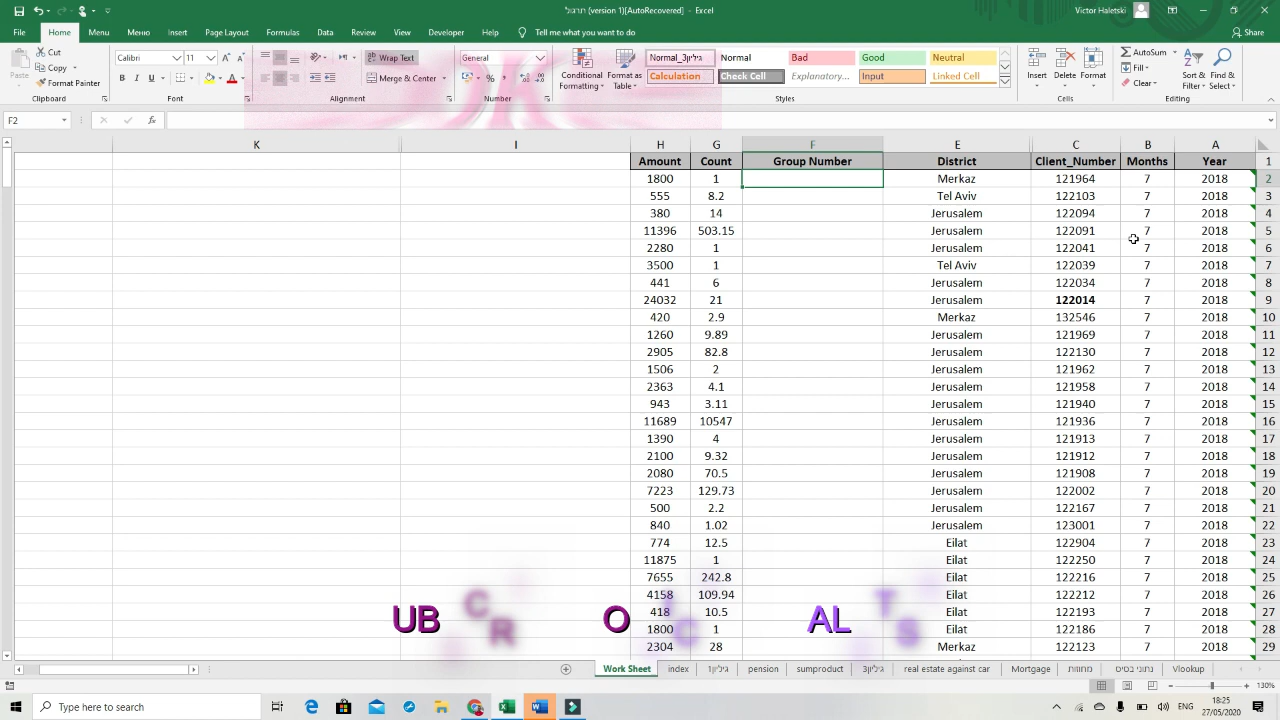 תרגול (version 1)[AutoRecovered] - Excel
Victor Haletski
File Home Menu Меню Insert Page Layout Formulas Data Review View Developer Help Tell me what you want to do Share
Cut
Copy
Paste
Format Painter
Clipboard
Calibri 11
B I U
Font
Wrap Text
Merge & Center
Alignment
General
Number
Conditional Formatting
Format as Table
Normal_גיליון3 Normal Bad Good Neutral
Calculation Check Cell Explanatory... Input Linked Cell
Styles
Insert Delete Format
Cells
AutoSum
Fill
Clear
Sort & Filter
Find & Select
Editing
F2
K I H G F E C B A
Amount Count Group Number District Client_Number Months Year 1
1800 1 Merkaz 121964 7 2018 2
555 8.2 Tel Aviv 122103 7 2018 3
380 14 Jerusalem 122094 7 2018 4
11396 503.15 Jerusalem 122091 7 2018 5
2280 1 Jerusalem 122041 7 2018 6
3500 1 Tel Aviv 122039 7 2018 7
441 6 Jerusalem 122034 7 2018 8
24032 21 Jerusalem 122014 7 2018 9
420 2.9 Merkaz 132546 7 2018 10
1260 9.89 Jerusalem 121969 7 2018 11
2905 82.8 Jerusalem 122130 7 2018 12
1506 2 Jerusalem 121962 7 2018 13
2363 4.1 Jerusalem 121958 7 2018 14
943 3.11 Jerusalem 121940 7 2018 15
11689 10547 Jerusalem 121936 7 2018 16
1390 4 Jerusalem 121913 7 2018 17
2100 9.32 Jerusalem 121912 7 2018 18
2080 70.5 Jerusalem 121908 7 2018 19
7223 129.73 Jerusalem 122002 7 2018 20
500 2.2 Jerusalem 122167 7 2018 21
840 1.02 Jerusalem 123001 7 2018 22
774 12.5 Eilat 122904 7 2018 23
11875 1 Eilat 122250 7 2018 24
7655 242.8 Eilat 122216 7 2018 25
4158 109.94 Eilat 122212 7 2018 26
418 10.5 Eilat 122193 7 2018 27
1800 1 Eilat 122186 7 2018 28
2304 28 Merkaz 122123 7 2018 29
UB C R O C AL T S
Work Sheet index גיליון1 pension sumproduct גיליון3 real estate against car Mortgage מחוזות נתוני בסיס Vlookup
130%
Type here to search
ENG
18:25
27/05/2020